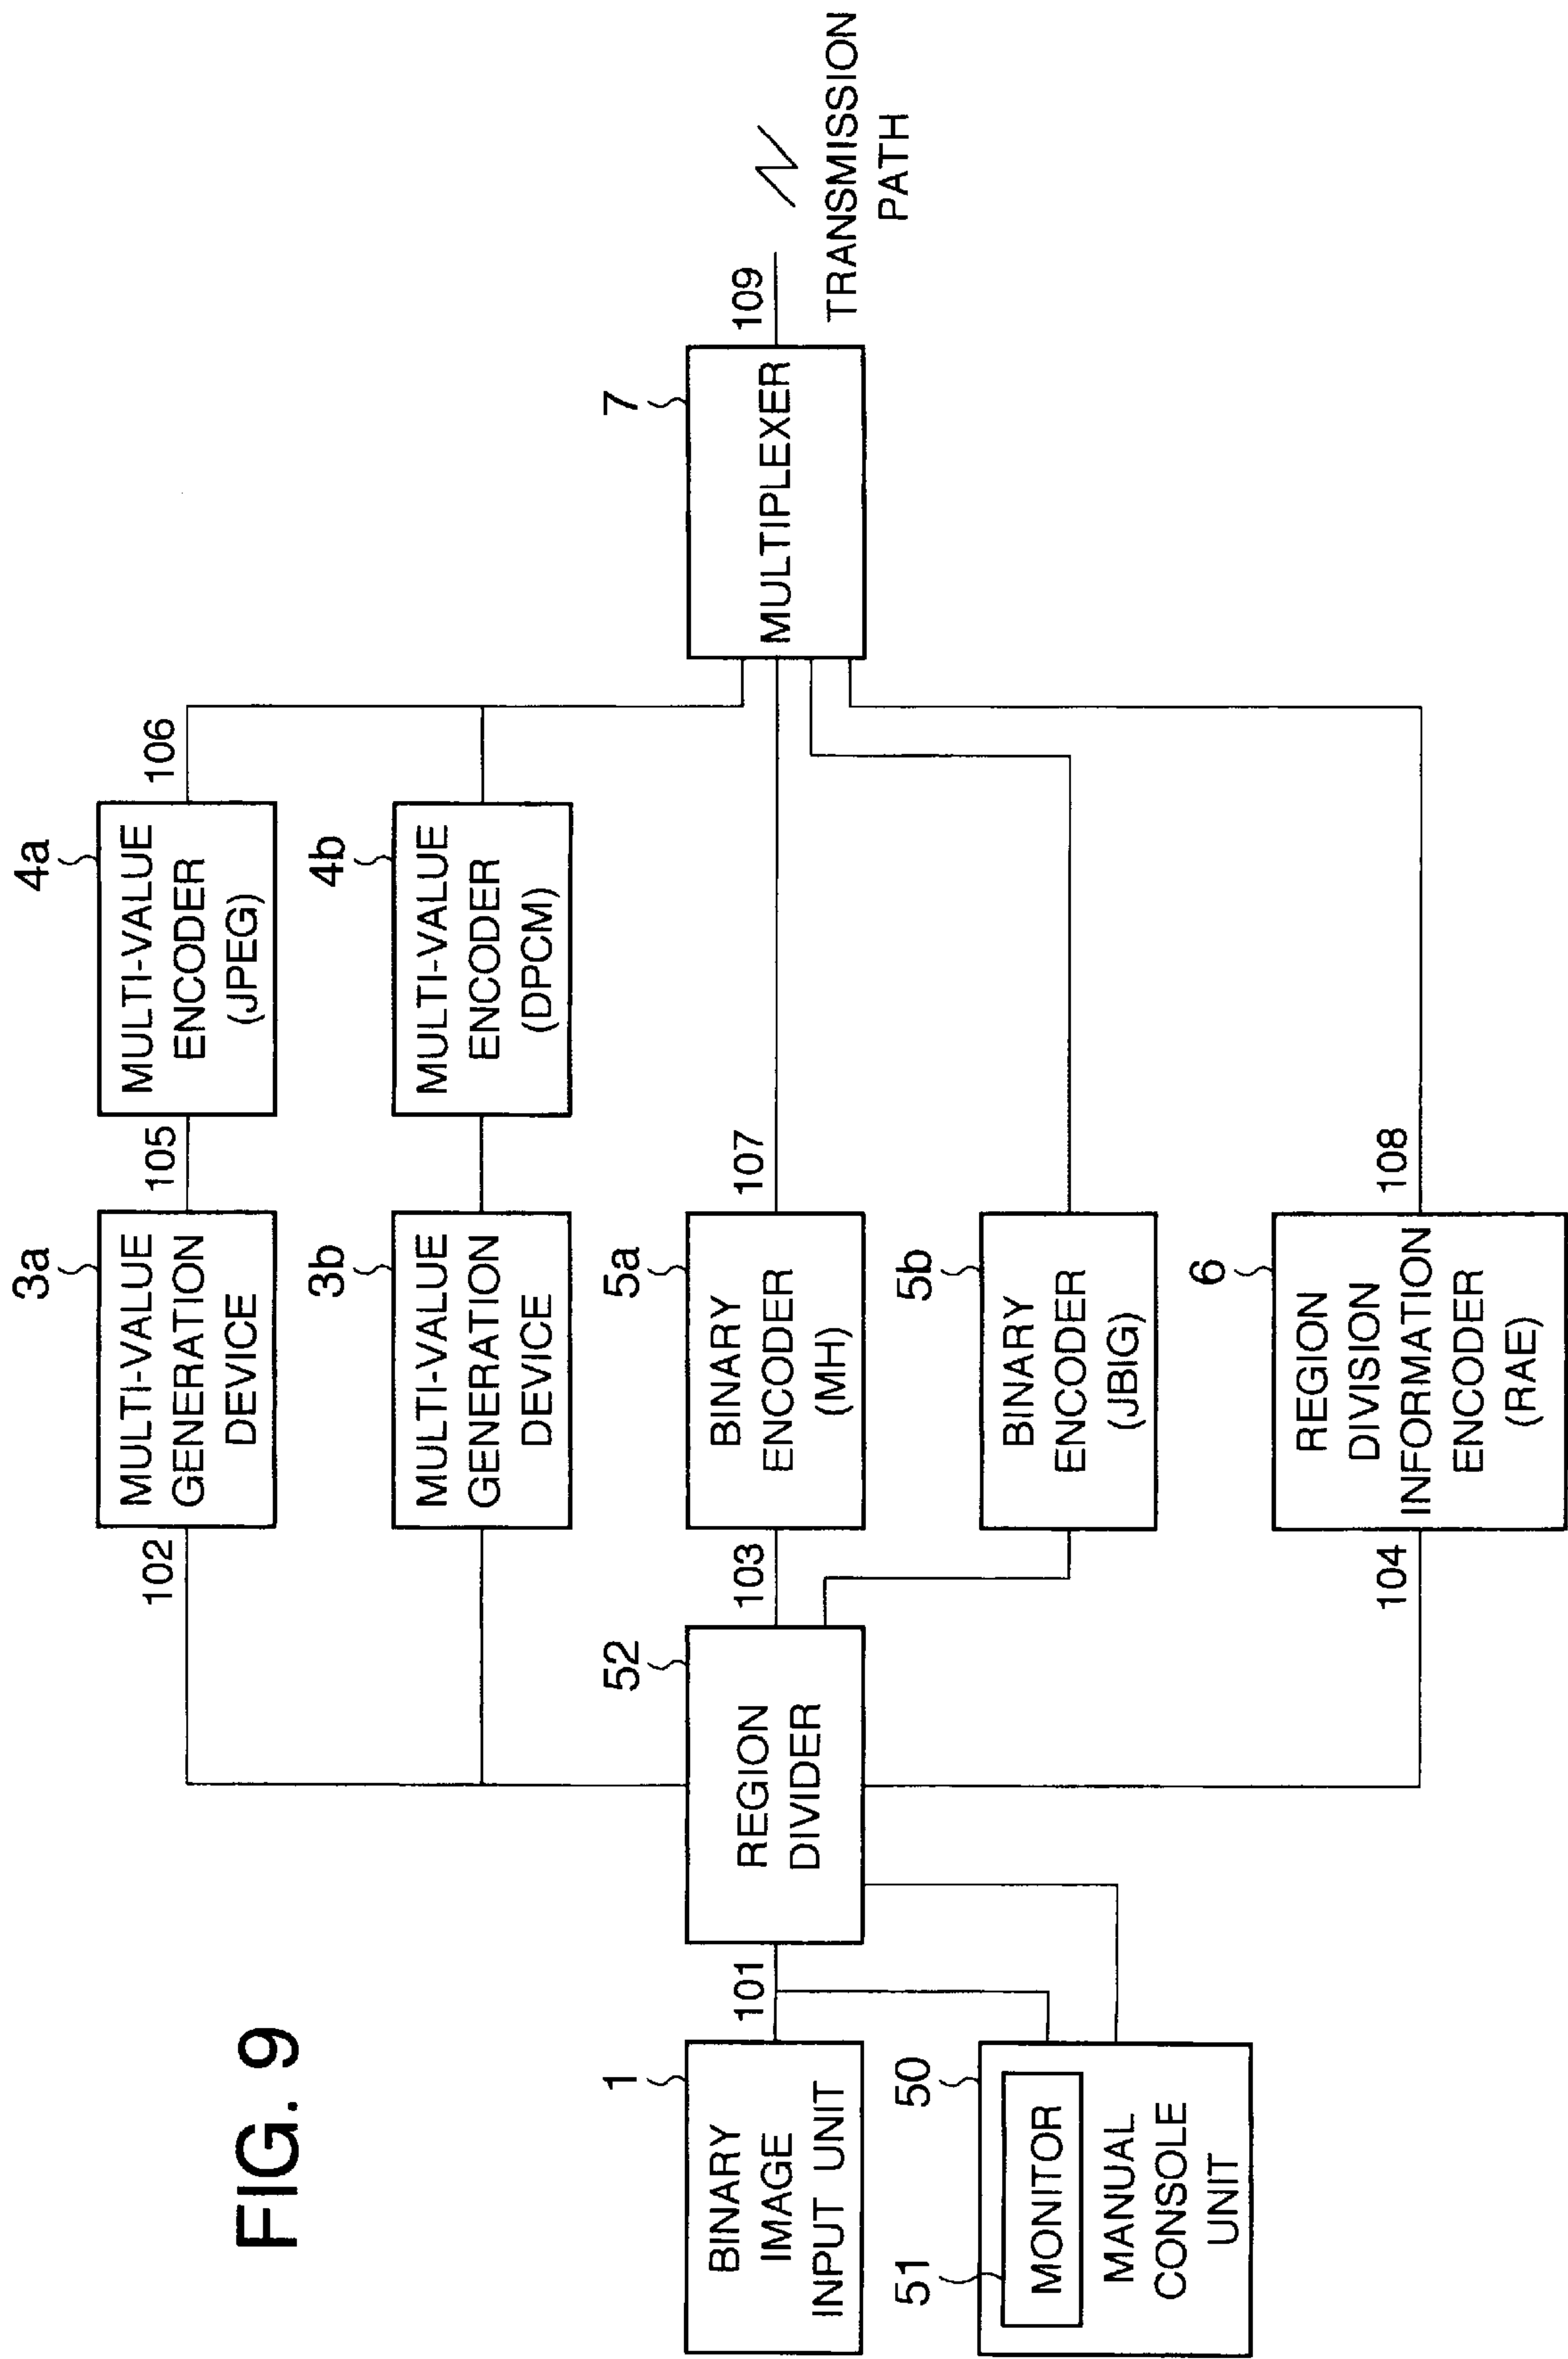 FIG. 9
1
BINARY
IMAGE
INPUT UNIT
101
50
51
MONITOR
MANUAL
CONSOLE
UNIT
52
REGION
DIVIDER
102
103
104
3a
MULTI-VALUE
GENERATION
DEVICE
105
4a
MULTI-VALUE
ENCODER
(JPEG)
106
3b
MULTI-VALUE
GENERATION
DEVICE
4b
MULTI-VALUE
ENCODER
(DPCM)
5a
BINARY
ENCODER
(MH)
107
5b
BINARY
ENCODER
(JBIG)
6
REGION
DIVISION
INFORMATION
ENCODER
(RAE)
108
7
MULTIPLEXER
109
TRANSMISSION
PATH